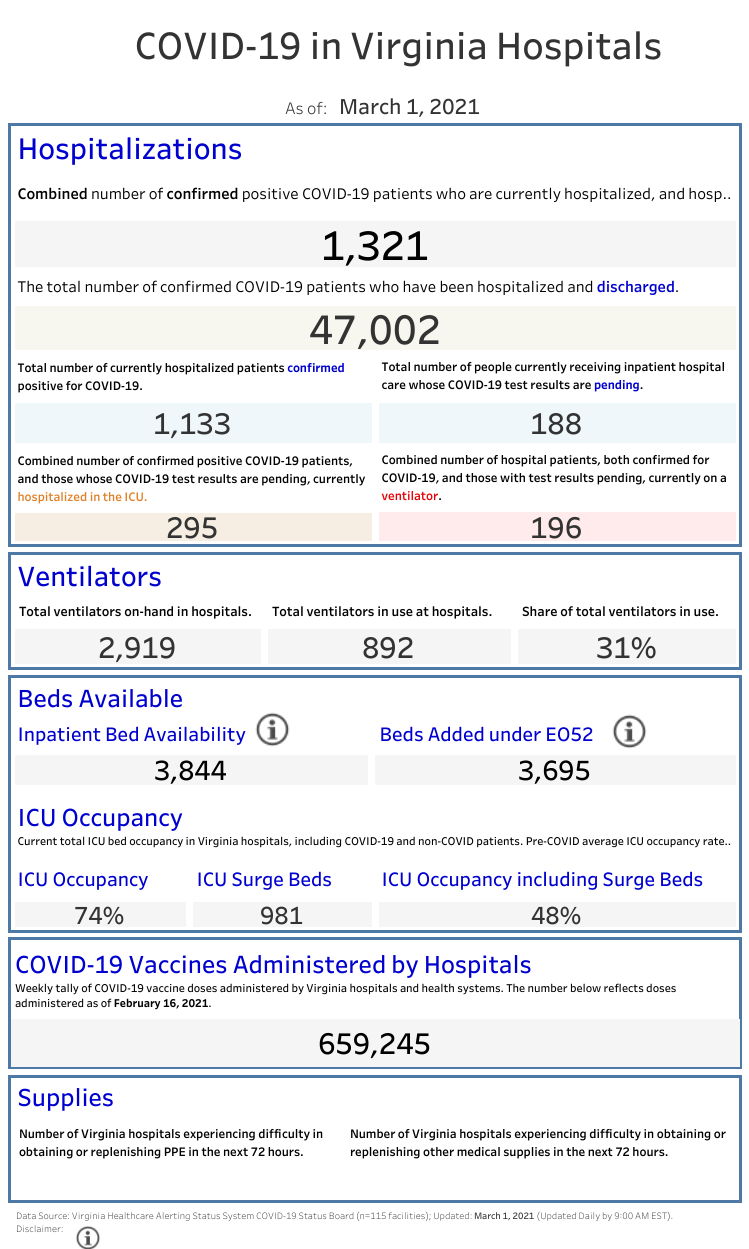 COVID-19 in Virginia Hospitals
As of: March 1, 2021
Hospitalizations
Combined number of confirmed positive COVID-19 patients who are currently hospitalized, and hosp..
1,321
The total number of confirmed COVID-19 patients who have been hospitalized and discharged.
47,002
Total number of currently hospitalized patients confirmed
positive for COVID-19.
Total number of people currently receiving inpatient hospital
care whose COVID-19 test results are pending.
1,133
188
Combined number of confirmed positive COVID-19 patients,
and those whose COVID-19 test results are pending, currently
hospitalized in the ICU.
Combined number of hospital patients, both confirmed for
COVID-19, and those with test results pending, currently on a
ventilator.
295
196
Ventilators
Total ventilators on-hand in hospitals.
Total ventilators in use at hospitals.
Share of total ventilators in use.
2,919
892
31%
Beds Available
Inpatient Bed Availability
Beds Added under EO52
3,844
3,695
ICU Occupancy
Current total ICU bed occupancy in Virginia hospitals, including COVID-19 and non-COVID patients. Pre-COVID average ICU occupancy rate..
ICU Occupancy
ICU Surge Beds
ICU Occupancy including Surge Beds
74%
981
48%
COVID-19 Vaccines Administered by Hospitals
Weekly tally of COVID-19 vaccine doses administered by Virginia hospitals and health systems. The number below reflects doses
administered as of February 16, 2021.
659,245
Supplies
Number of Virginia hospitals experiencing difficulty in
obtaining or replenishing PPE in the next 72 hours.
Number of Virginia hospitals experiencing difficulty in obtaining or
replenishing other medical supplies in the next 72 hours.
Data Source: Virginia Healthcare Alerting Status System COVID-19 Status Board (n=115 facilities); Updated: March 1, 2021 (Updated Daily by 9:00 AM EST).
Disclaimer: